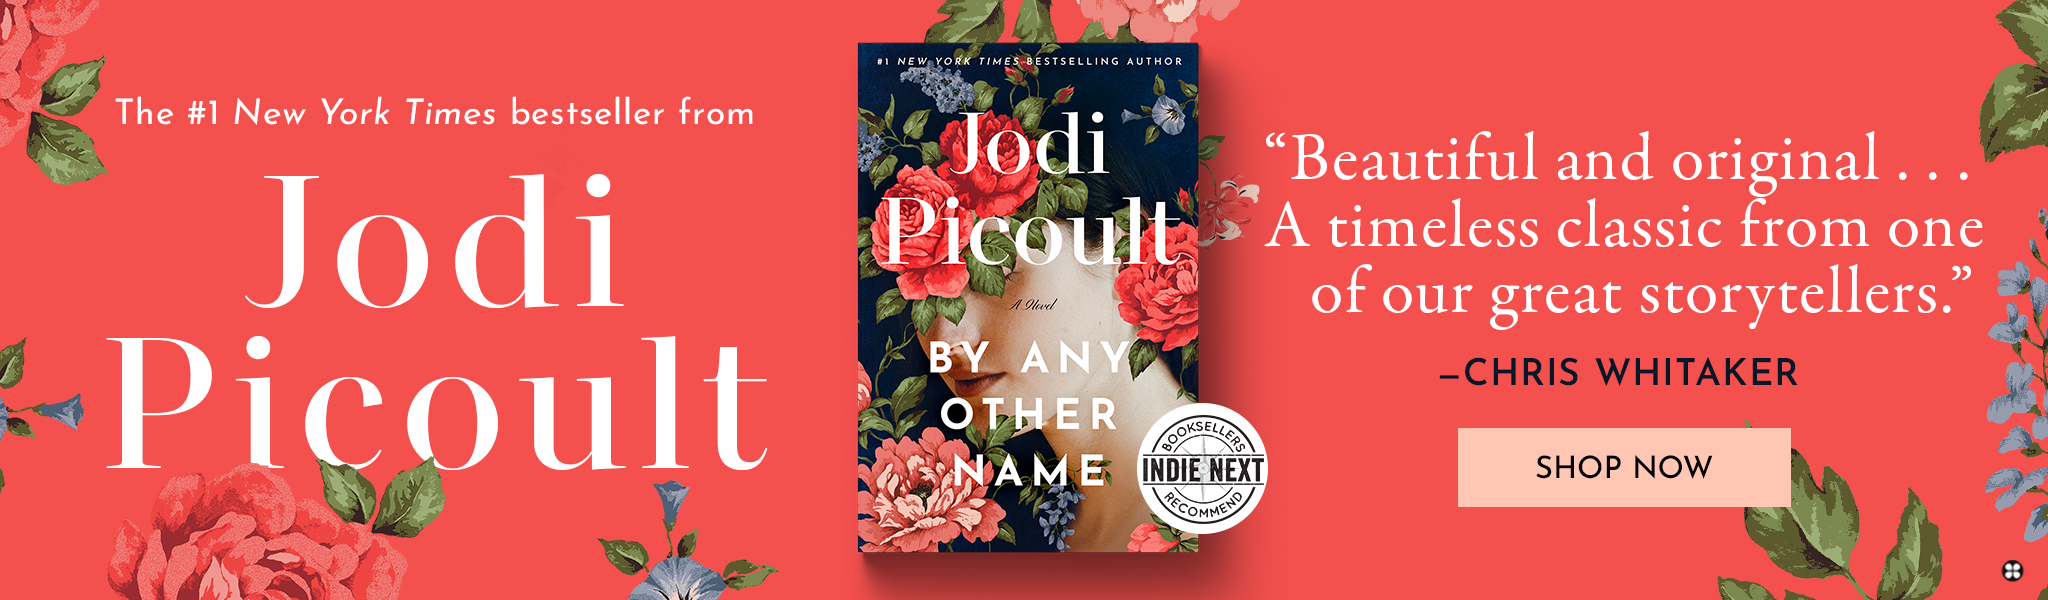 The #1 New York Times bestseller from
Jodi
Picoult
#1 NEW YORK TIMES BESTSELLING AUTHOR
Jodi
Picoult
A Novel
BY ANY
OTHER
NAME
BOOKSELLERS
INDIE NEXT
RECOMMEND
“Beautiful and original . . .
A timeless classic from one
of our great storytellers.”
–CHRIS WHITAKER
SHOP NOW